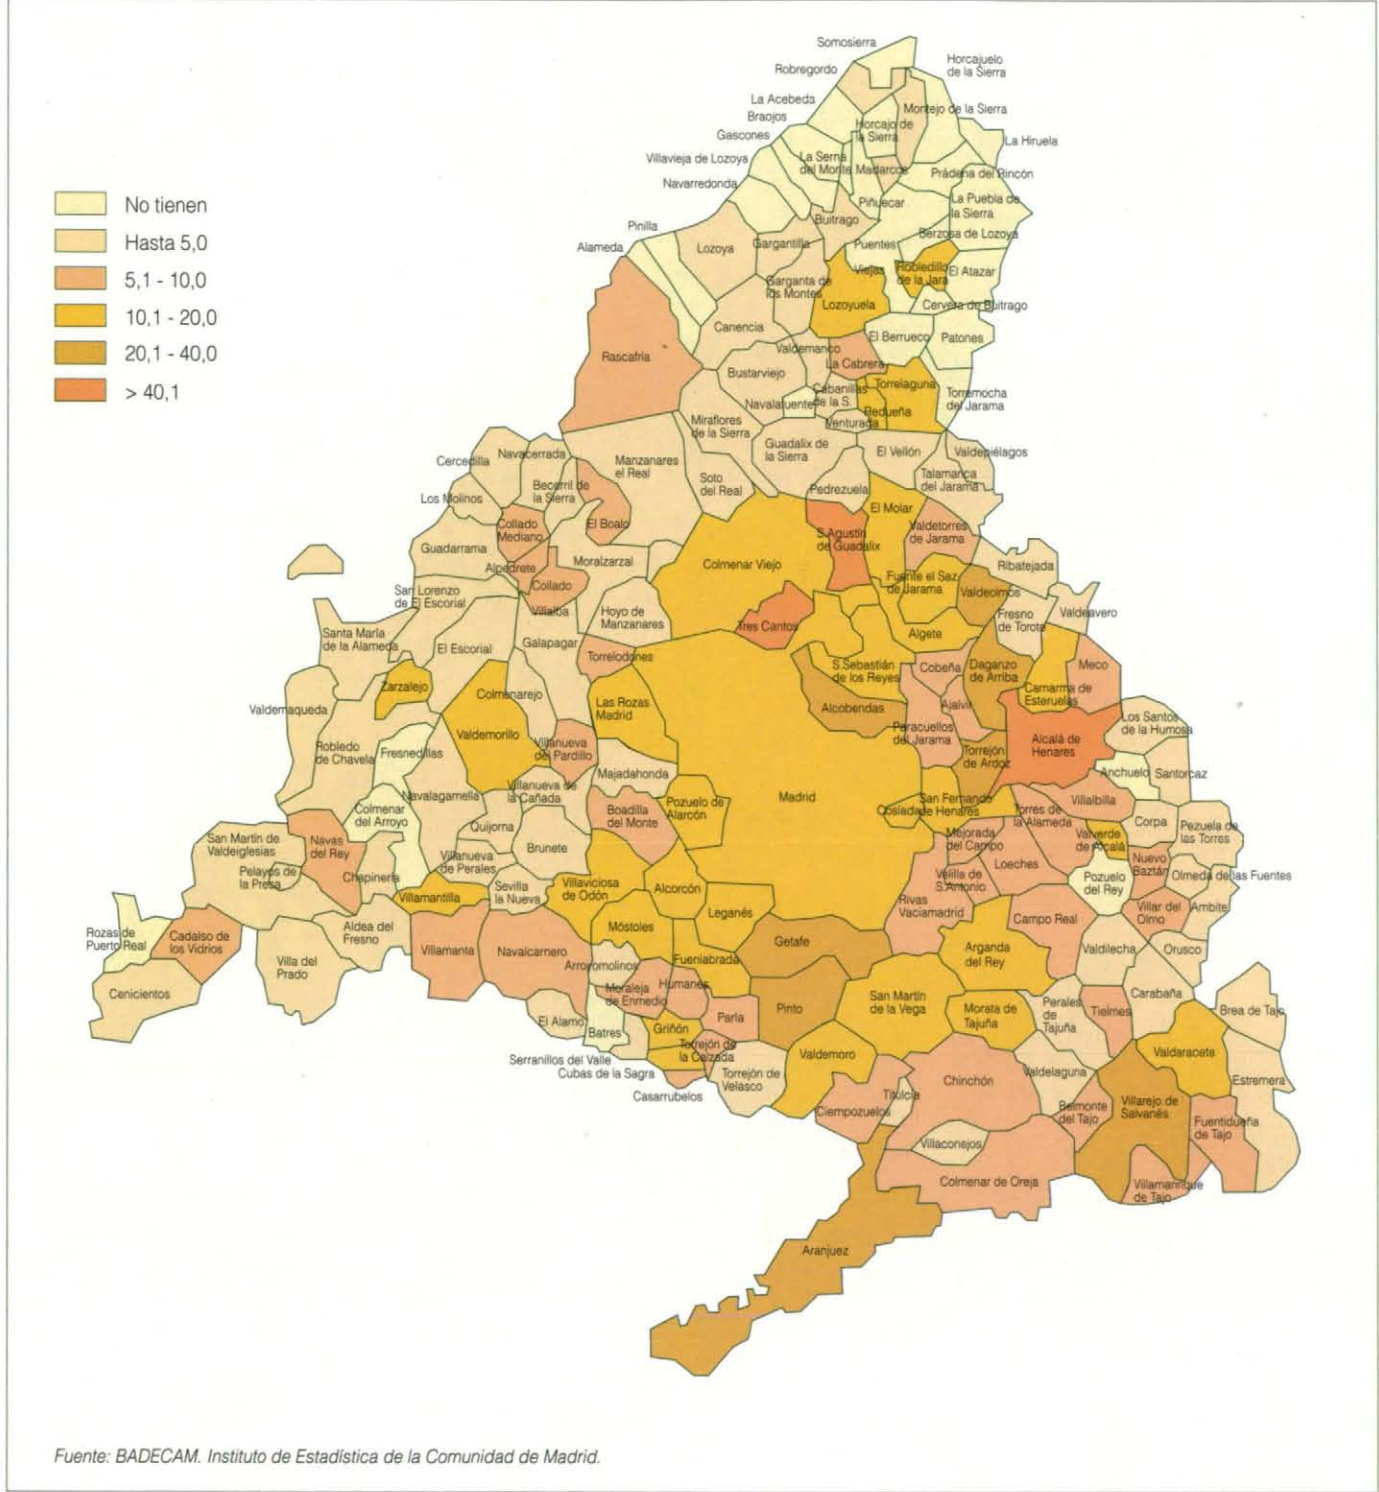 Somosierra
Horcajuelo
de la Sierra
Robregordo
La Acebeda
Montejo de la Sierra
Braojos
Horcajo de
la Sierra
Gascones
La Hiruela
Villavieja de Lozoya
La Serna
del Monte
Madarcos
Prádena del Rincón
Navarredonda
Piñuecar
La Puebla de
la Sierra
Buitrago
Pinilla
Berzosa de Lozoya
Alameda
Lozoya
Gargantilla
Puentes
Viejas
Robledillo
de la Jara
El Atazar
Garganta de
los Montes
Lozoyuela
Cervera de Buitrago
Canencia
El Berrueco
Patones
Rascafría
Valdemanco
La Cabrera
Bustarviejo
Cabanillas
de la S.
Torrelaguna
Torremocha
del Jarama
Navalafuente
Redueña
Venturada
Miraflores
de la Sierra
Guadalix de
la Sierra
El Vellón
Valdepiélagos
Cercedilla
Navacerrada
Manzanares
el Real
Soto
del Real
Talamanca
del Jarama
Becerril de
la Sierra
Pedrezuela
Los Molinos
El Molar
Collado
Mediano
El Boalo
S.Agustín
de Guadalix
Valdetorres
de Jarama
Guadarrama
Alpedrete
Moralzarzal
Colmenar Viejo
Ribatejada
Collado
Villalba
Fuente el Saz
de Jarama
Valdeolmos
San Lorenzo
de El Escorial
Hoyo de
Manzanares
Tres Cantos
Fresno
de Torote
Valdeavero
Santa María
de la Alameda
El Escorial
Galapagar
Algete
Torrelodones
S.Sebastián
de los Reyes
Cobeña
Daganzo
de Arriba
Meco
Zarzalejo
Colmenarejo
Las Rozas
Madrid
Camarma de
Esteruelas
Valdemaqueda
Alcobendas
Ajalvir
Valdemorillo
Paracuellos
del Jarama
Los Santos
de la Humosa
Robledo
de Chavela
Fresnedillas
Villanueva
del Pardillo
Torrejón
de Ardoz
Alcalá de
Henares
Majadahonda
Anchuelo
Santorcaz
Navalagamella
Villanueva de
la Cañada
Madrid
San Fernando
de Henares
Coslada
Villalbilla
Colmenar
del Arroyo
Boadilla
del Monte
Pozuelo de
Alarcón
Torres de
la Alameda
Quijorna
Mejorada
del Campo
Valverde
de Alcalá
Corpa
Pezuela de
las Torres
San Martín de
Valdeiglesias
Navas
del Rey
Brunete
Villanueva
de Perales
Loeches
Nuevo
Baztán
Pelayos de
la Presa
Chapinería
Velilla de
S.Antonio
Pozuelo
del Rey
Olmeda de las Fuentes
Villamantilla
Sevilla
la Nueva
Villaviciosa
de Odón
Alcorcón
Rivas
Vaciamadrid
Villar del
Olmo
Ambite
Leganés
Campo Real
Rozas de
Puerto Real
Cadalso de
los Vidrios
Aldea del
Fresno
Móstoles
Getafe
Villamanta
Navalcarnero
Arganda
del Rey
Valdilecha
Orusco
Villa del
Prado
Arroyomolinos
Fuenlabrada
Cenicientos
Moraleja
de Enmedio
Humanes
Carabaña
San Martín
de la Vega
Morata de
Tajuña
Perales
de
Tajuña
Tielmes
Brea de Tajo
El Alamo
Batres
Griñón
Parla
Pinto
Torrejón de
la Calzada
Valdemoro
Valdaracete
Serranillos del Valle
Cubas de la Sagra
Torrejón de
Velasco
Chinchón
Valdelaguna
Estremera
Casarrubelos
Titulcia
Ciempozuelos
Belmonte
del Tajo
Villarejo de
Salvanés
Fuentidueña
de Tajo
Villaconejos
Colmenar de Oreja
Villamanrique
de Tajo
Aranjuez
No tienen
Hasta 5,0
5,1 - 10,0
10,1 - 20,0
20,1 - 40,0
> 40,1
Fuente: BADECAM. Instituto de Estadística de la Comunidad de Madrid.